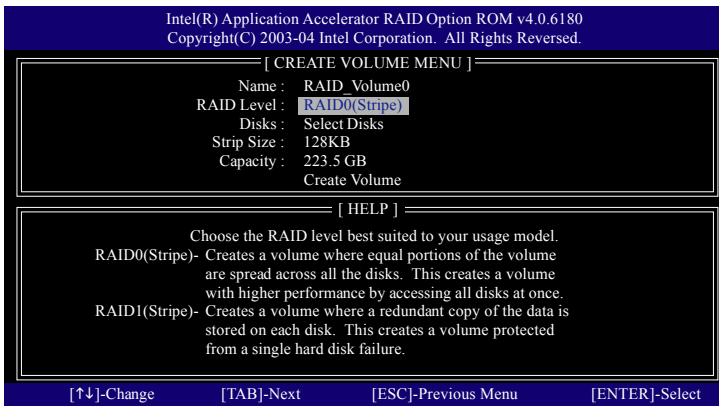 Intel(R) Application Accelerator RAID Option ROM v4.0.6180
Copyright(C) 2003-04 Intel Corporation. All Rights Reversed.
[ CREATE VOLUME MENU ]
Name : RAID_Volume0
RAID Level : RAID0(Stripe)
Disks : Select Disks
Strip Size : 128KB
Capacity : 223.5 GB
Create Volume
[ HELP ]
Choose the RAID level best suited to your usage model.
RAID0(Stripe)- Creates a volume where equal portions of the volume
are spread across all the disks. This creates a volume
with higher performance by accessing all disks at once.
RAID1(Stripe)- Creates a volume where a redundant copy of the data is
stored on each disk. This creates a volume protected
from a single hard disk failure.
[↑↓]-Change [TAB]-Next [ESC]-Previous Menu [ENTER]-Select